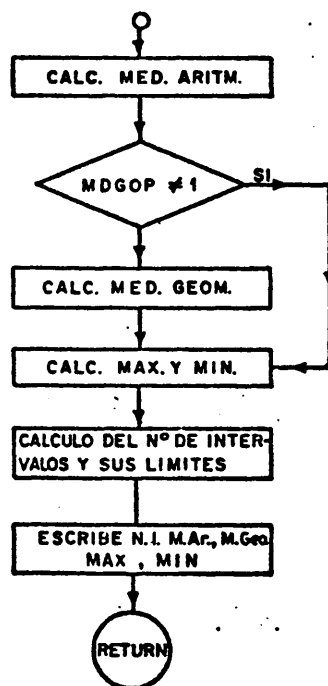 CALC. MED. ARITM.
MDGOP ≠ 1
SI
CALC. MED. GEOM.
CALC. MAX. Y MIN.
CALCULO DEL Nº DE INTER-
VALOS Y SUS LIMITES
ESCRIBE N.I. M.Ar., M.Geo.
MAX , MIN
RETURN